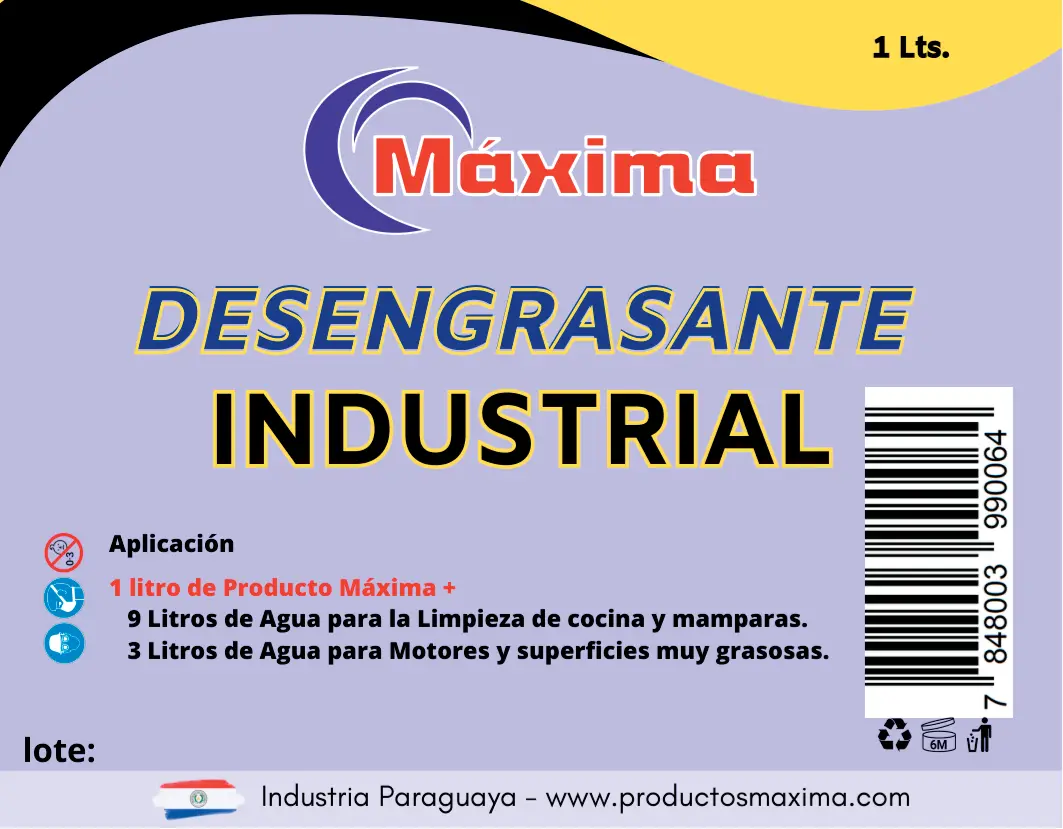 1 Lts.
Máxima
DESENGRASANTE
INDUSTRIAL
7 848003 990064
0-3
Aplicación
1 litro de Producto Máxima +
9 Litros de Agua para la Limpieza de cocina y mamparas.
3 Litros de Agua para Motores y superficies muy grasosas.
6M
lote:
Industria Paraguaya - www.productosmaxima.com